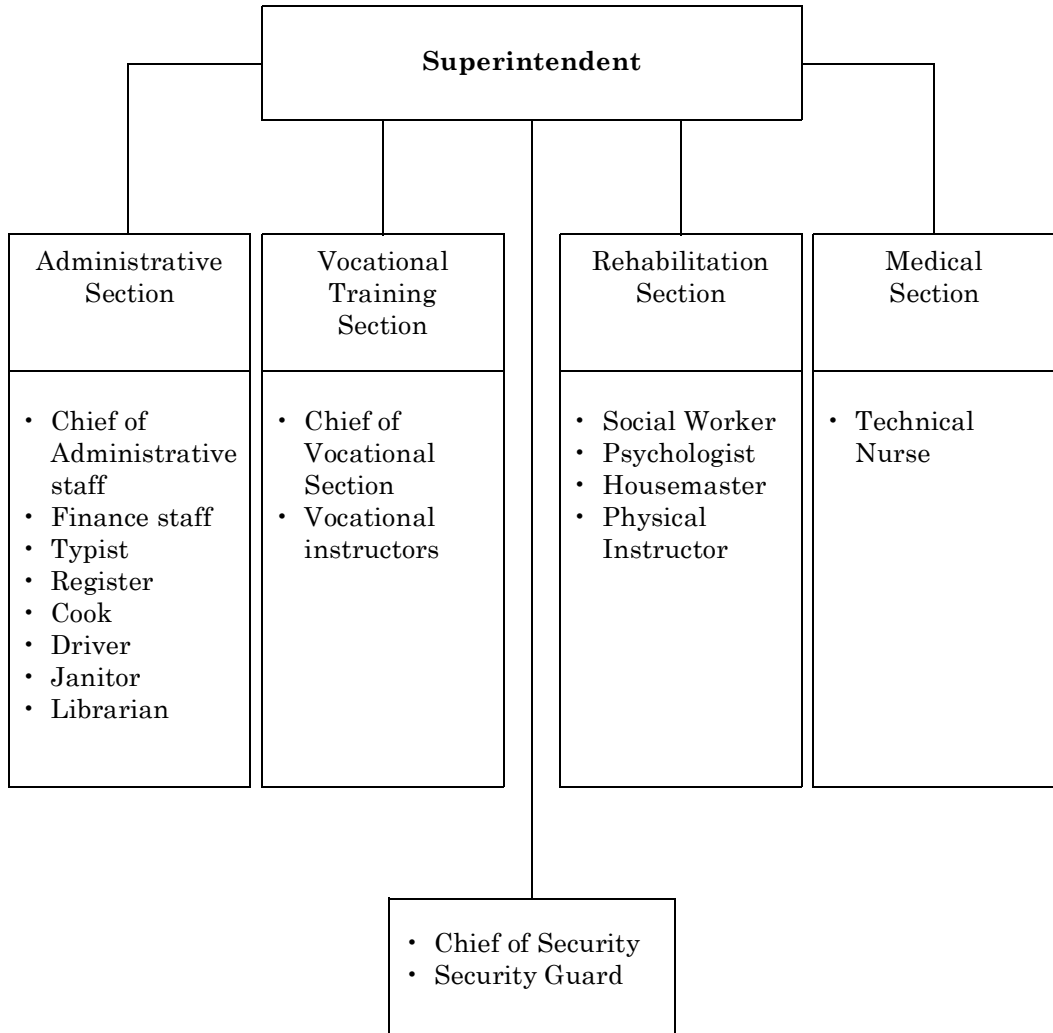 Superintendent
Administrative
Section
Vocational
Training
Section
Rehabilitation
Section
Medical
Section
・ Chief of
Administrative
staff
・ Finance staff
・ Typist
・ Register
・ Cook
・ Driver
・ Janitor
・ Librarian
・ Chief of
Vocational
Section
・ Vocational
instructors
・ Social Worker
・ Psychologist
・ Housemaster
・ Physical
Instructor
・ Technical
Nurse
・ Chief of Security
・ Security Guard